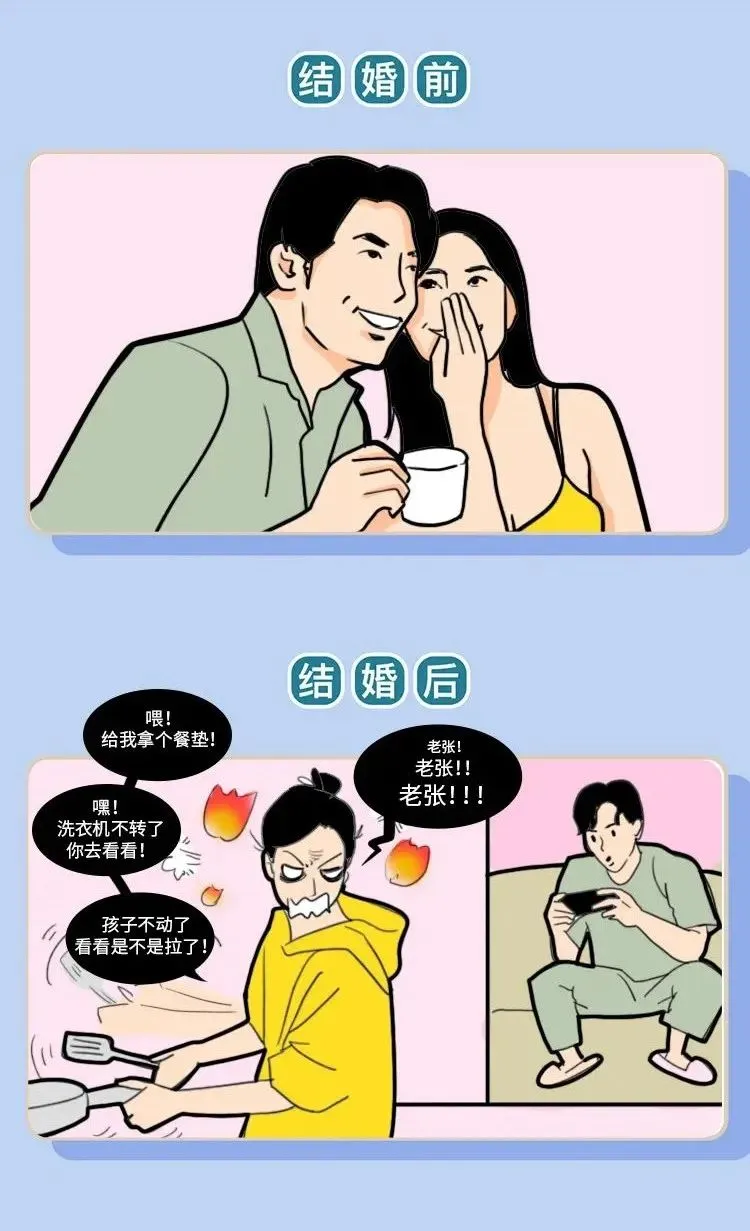 结婚前
结婚后
喂！
给我拿个餐垫！
嘿！
洗衣机不转了
你去看看！
孩子不动了
看看是不是拉了！
老张！
老张！！
老张！！！